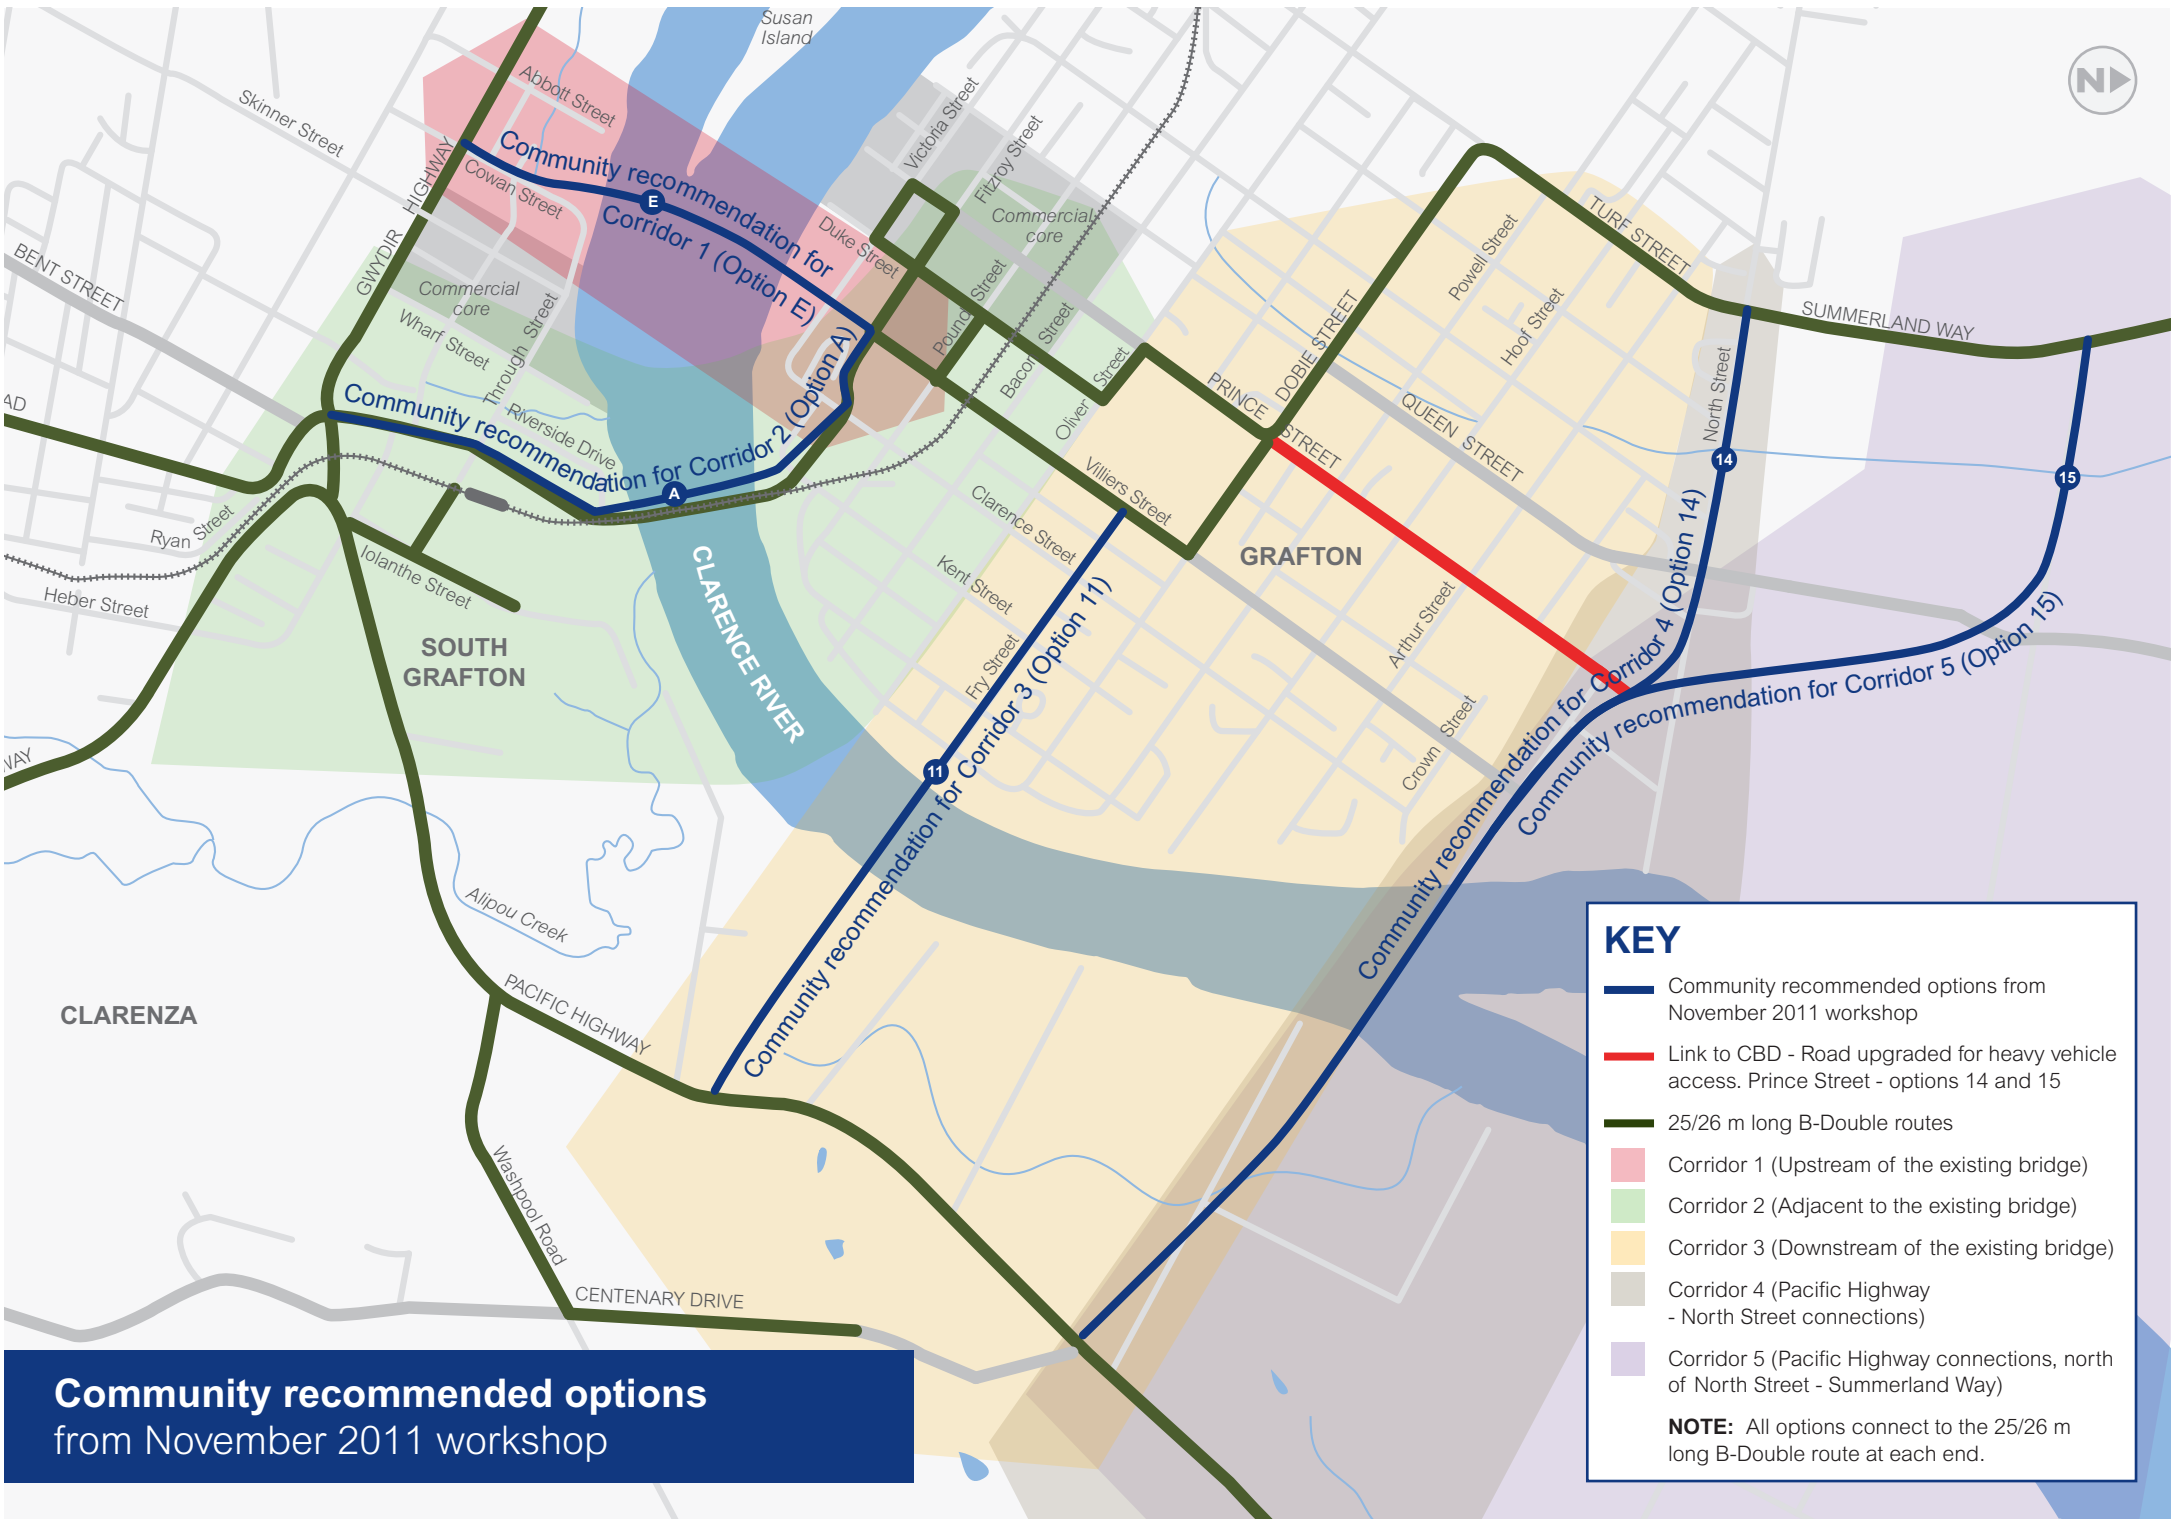 Susan
Island
N
Abbott Street
Skinner Street
Victoria Street
Fitzroy Street
HIGHWAY
GWYDIR
Cowan Street
Community recommendation for
Corridor 1 (Option E)
E
Duke Street
Commercial
core
Commercial
core
BENT STREET
Wharf Street
Through Street
Pound Street
Bacon Street
Oliver Street
PRINCE STREET
DOBIE STREET
Powell Street
Hoof Street
TURF STREET
SUMMERLAND WAY
QUEEN STREET
North Street
14
15
AD
Community recommendation for Corridor 2 (Option A)
A
Riverside Drive
Villiers Street
Clarence Street
Kent Street
Fry Street
GRAFTON
Arthur Street
Crown Street
Ryan Street
Iolanthe Street
Heber Street
SOUTH
GRAFTON
CLARENCE RIVER
WAY
11
Community recommendation for Corridor 3 (Option 11)
Community recommendation for Corridor 4 (Option 14)
Community recommendation for Corridor 5 (Option 15)
Alipou Creek
CLARENZA
PACIFIC HIGHWAY
Washpool Road
CENTENARY DRIVE
KEY
Community recommended options from
November 2011 workshop
Link to CBD - Road upgraded for heavy vehicle
access. Prince Street - options 14 and 15
25/26 m long B-Double routes
Corridor 1 (Upstream of the existing bridge)
Corridor 2 (Adjacent to the existing bridge)
Corridor 3 (Downstream of the existing bridge)
Corridor 4 (Pacific Highway
- North Street connections)
Corridor 5 (Pacific Highway connections, north
of North Street - Summerland Way)
NOTE: All options connect to the 25/26 m
long B-Double route at each end.
Community recommended options
from November 2011 workshop